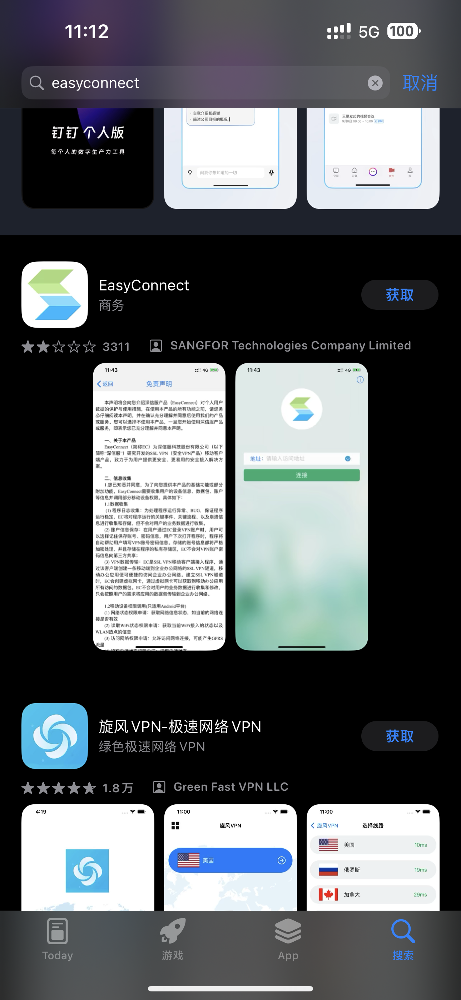 11:12
5G
100
easyconnect
取消
钉钉 个人版
每个人的数字生产力工具
· 自我介绍和感谢
· 简述公司目标的概况
问我你想知道的一切
王鹏发起的视频会议
9月8日 09:00 – 10:00 已录制
空间
云盘
会议
我
EasyConnect
商务
获取
3311
SANGFOR Technologies Company Limited
11:43
4G
返回
免责声明
本声明将会向您介绍深信服产品（EasyConnect）对个人用户
数据的保护与使用措施，在使用本产品的所有功能之前，请您务
必仔细阅读本声明，并在确认充分理解并同意后使用我们的产品
或服务。您可以选择不使用本产品，一旦您开始使用深信服产品
或服务，即表示您已充分理解并同意本声明。
一、关于本产品
EasyConnect（简称EC）为深信服科技股份有限公司（以下
简称“深信服”）研究开发的SSL VPN（安全VPN产品）移动客户
端产品，致力于为用户提供更安全、更易用的安全接入解决方
案。
二、信息收集
1.您已知悉并同意，为了向您提供本产品的基础功能或部分
附加功能，EasyConnect需要收集用户的设备信息、数据包、账户
等信息并调用部分移动设备权限。具体如下：
1.1数据收集
(1) 程序日志收集：为处理程序运行异常、BUG，保证程序
运行稳定，EC将对程序运行的关键事件、关键流程、以及崩溃信
息进行收集和存储，但不会对用户的业务数据进行收集。
(2) 账户信息保存：在用户通过EC登录VPN账户时，用户可
以选择记住保存账号、密码信息，用户下次打开程序时，程序将
自动帮助用户填写VPN账号密码信息。存储的账号信息都将严格
加密处理，并且存储在程序的私有存储区，EC不会对VPN账户密
码信息向第三方共享；
(3) VPN数据传输：EC是SSL VPN移动客户端接入程序，通
过该客户端创建一条移动端到企业办公网络的SSL VPN隧道，移
动办公应用便可便捷的访问企业办公网络。建立SSL VPN隧道
时，EC会创建虚拟网卡，通过虚拟网卡可以获取到移动办公应用
所有访问的数据包。EC不会对用户的业务数据进行收集和修改，
只会按照用户的需求将应用的数据包传输到企业办公网络。
1.2移动设备权限调用(只适用Android平台)
(1) 网络状态权限申请：获取网络信息状态，如当前的网络连
接是否有效
(2) 读取WiFi状态权限申请：获取当前WiFi接入的状态以及
WLAN热点的信息
(3) 访问网络权限申请：允许访问网络连接，可能产生GPRS
流量
11:43
4G
地址：请输入访问地址
连接
旋风 VPN-极速网络 VPN
绿色极速网络 VPN
获取
1.8 万
Green Fast VPN LLC
4:19
11:00
旋风VPN
美国
11:00
旋风VPN
选择线路
美国
10ms
俄罗斯
19ms
加拿大
29ms
Today
游戏
App
搜索